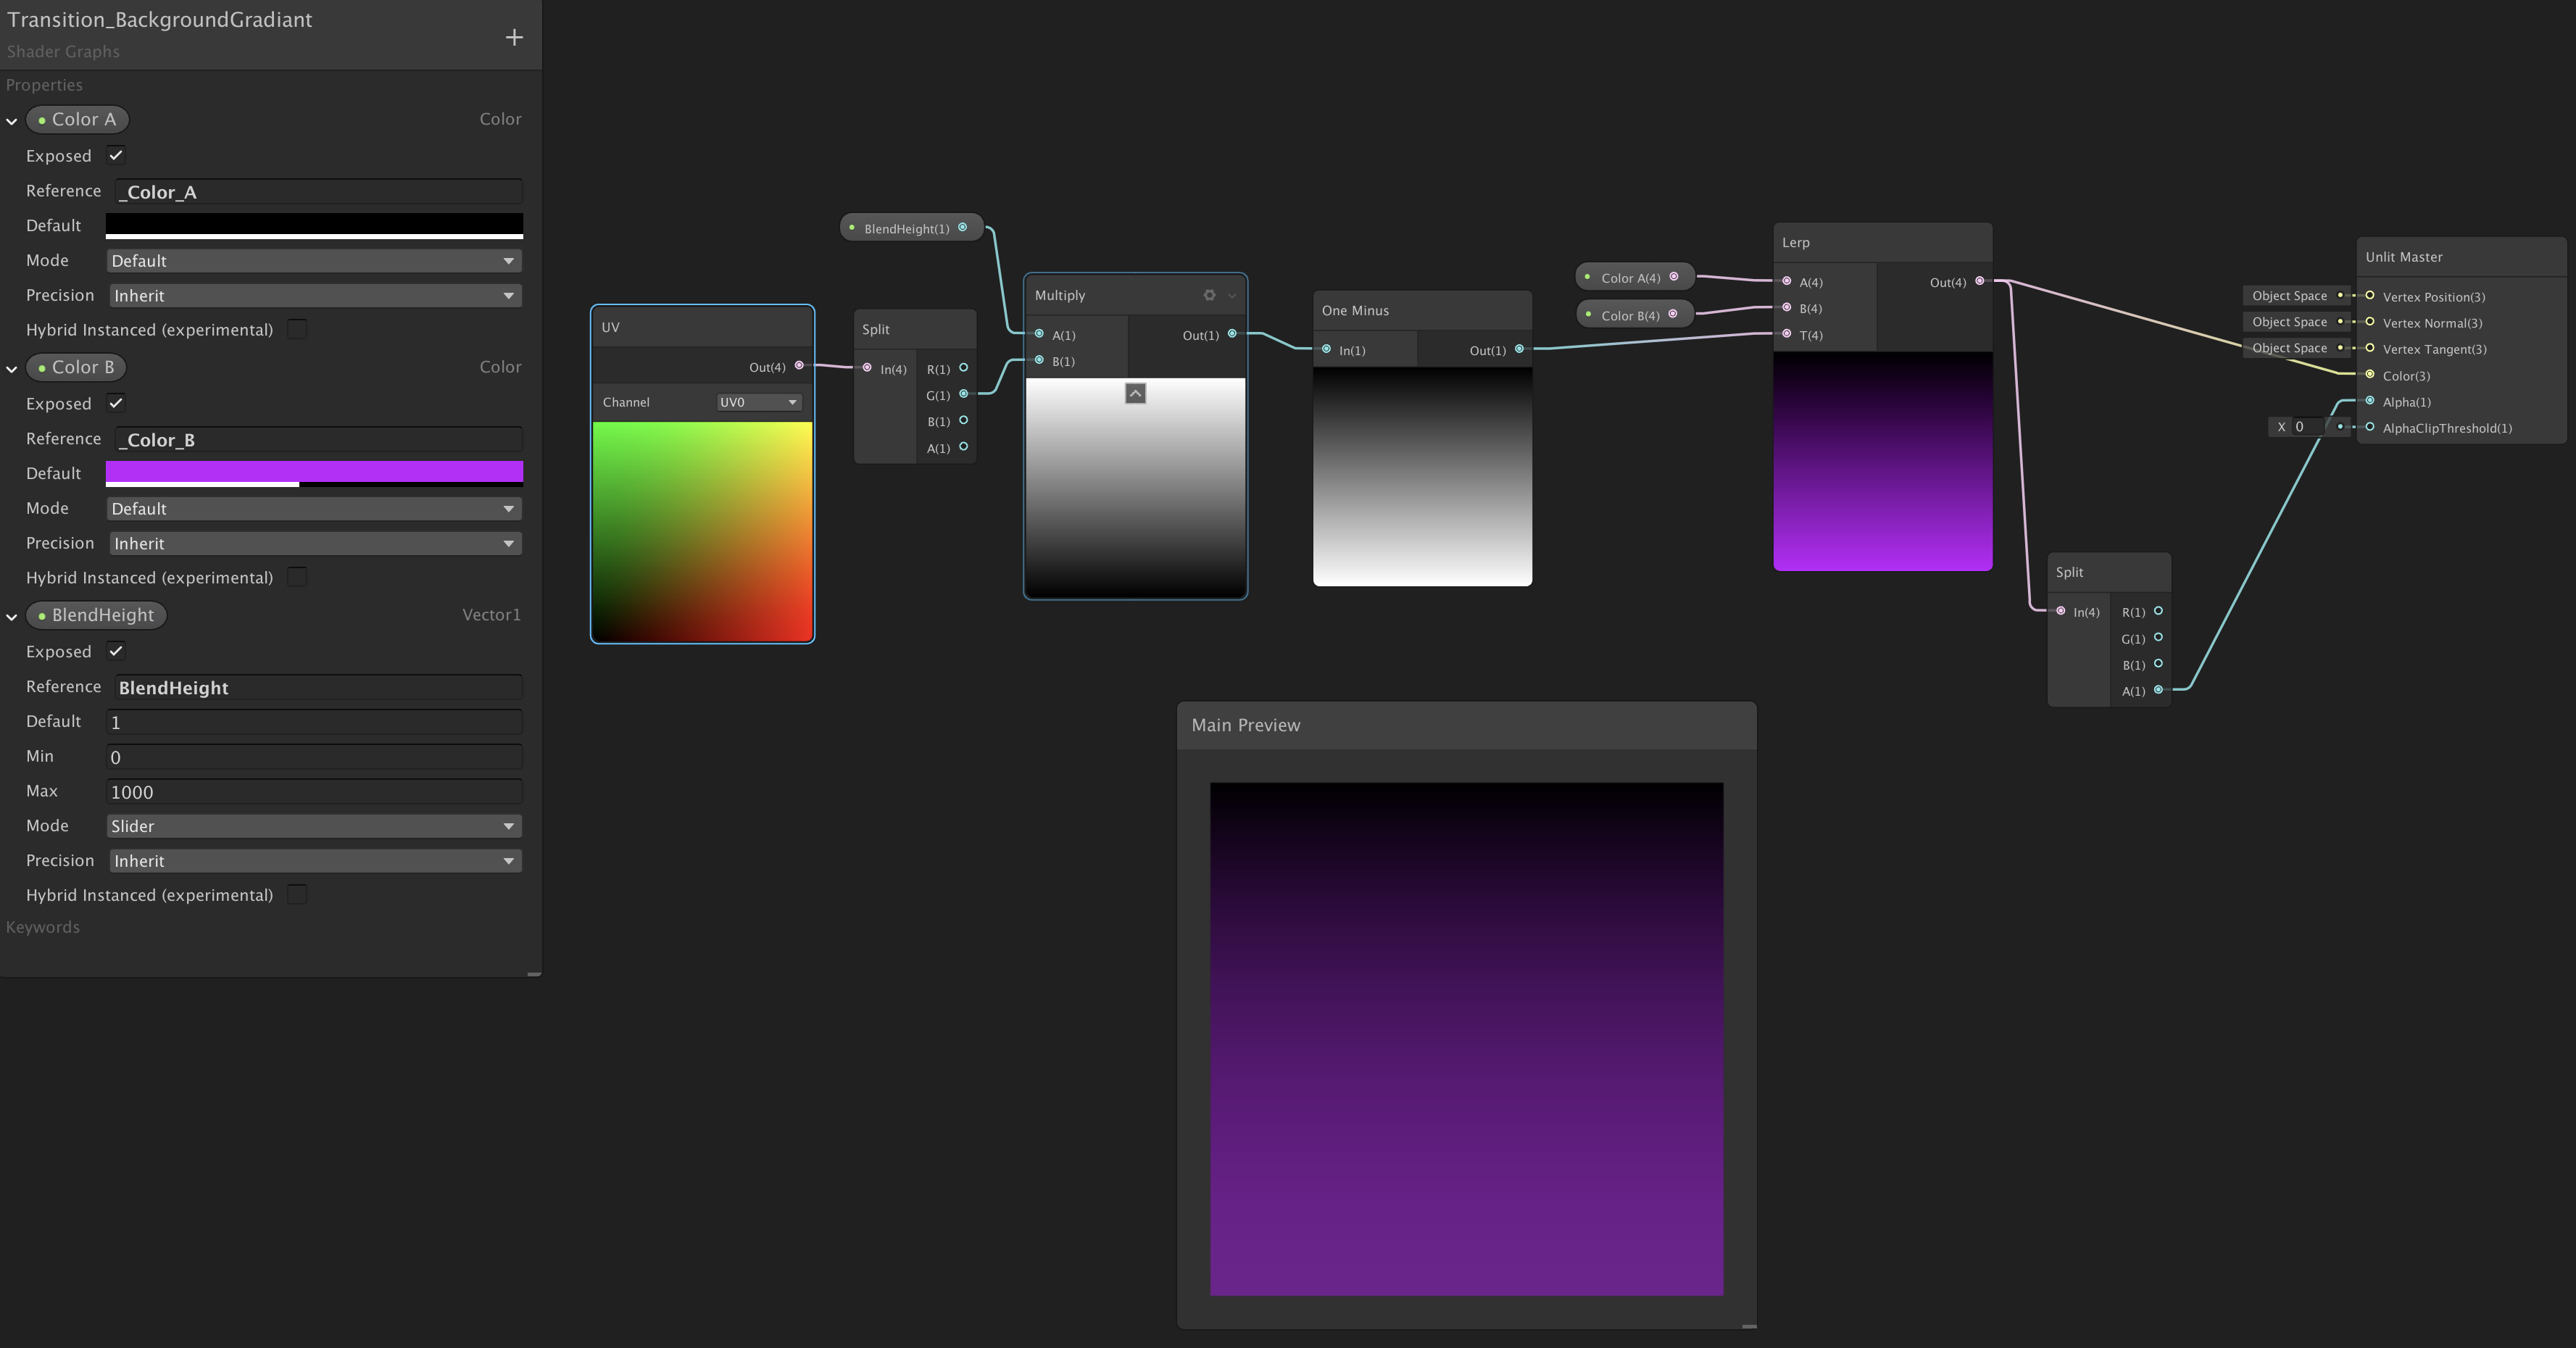 Transition_BackgroundGradiant
Shader Graphs
Properties
Color A
Color
Exposed
Reference
_Color_A
Default
Mode
Default
Precision
Inherit
Hybrid Instanced (experimental)
Color B
Color
Exposed
Reference
_Color_B
Default
Mode
Default
Precision
Inherit
Hybrid Instanced (experimental)
BlendHeight
Vector1
Exposed
Reference
BlendHeight
Default
1
Min
0
Max
1000
Mode
Slider
Precision
Inherit
Hybrid Instanced (experimental)
Keywords
UV
Out(4)
Channel
UV0
BlendHeight(1)
Split
In(4)
R(1)
G(1)
B(1)
A(1)
Multiply
A(1)
B(1)
Out(1)
One Minus
In(1)
Out(1)
Color A(4)
Color B(4)
Lerp
A(4)
B(4)
T(4)
Out(4)
Split
In(4)
R(1)
G(1)
B(1)
A(1)
Unlit Master
Object Space
Vertex Position(3)
Object Space
Vertex Normal(3)
Object Space
Vertex Tangent(3)
Color(3)
Alpha(1)
X 0
AlphaClipThreshold(1)
Main Preview